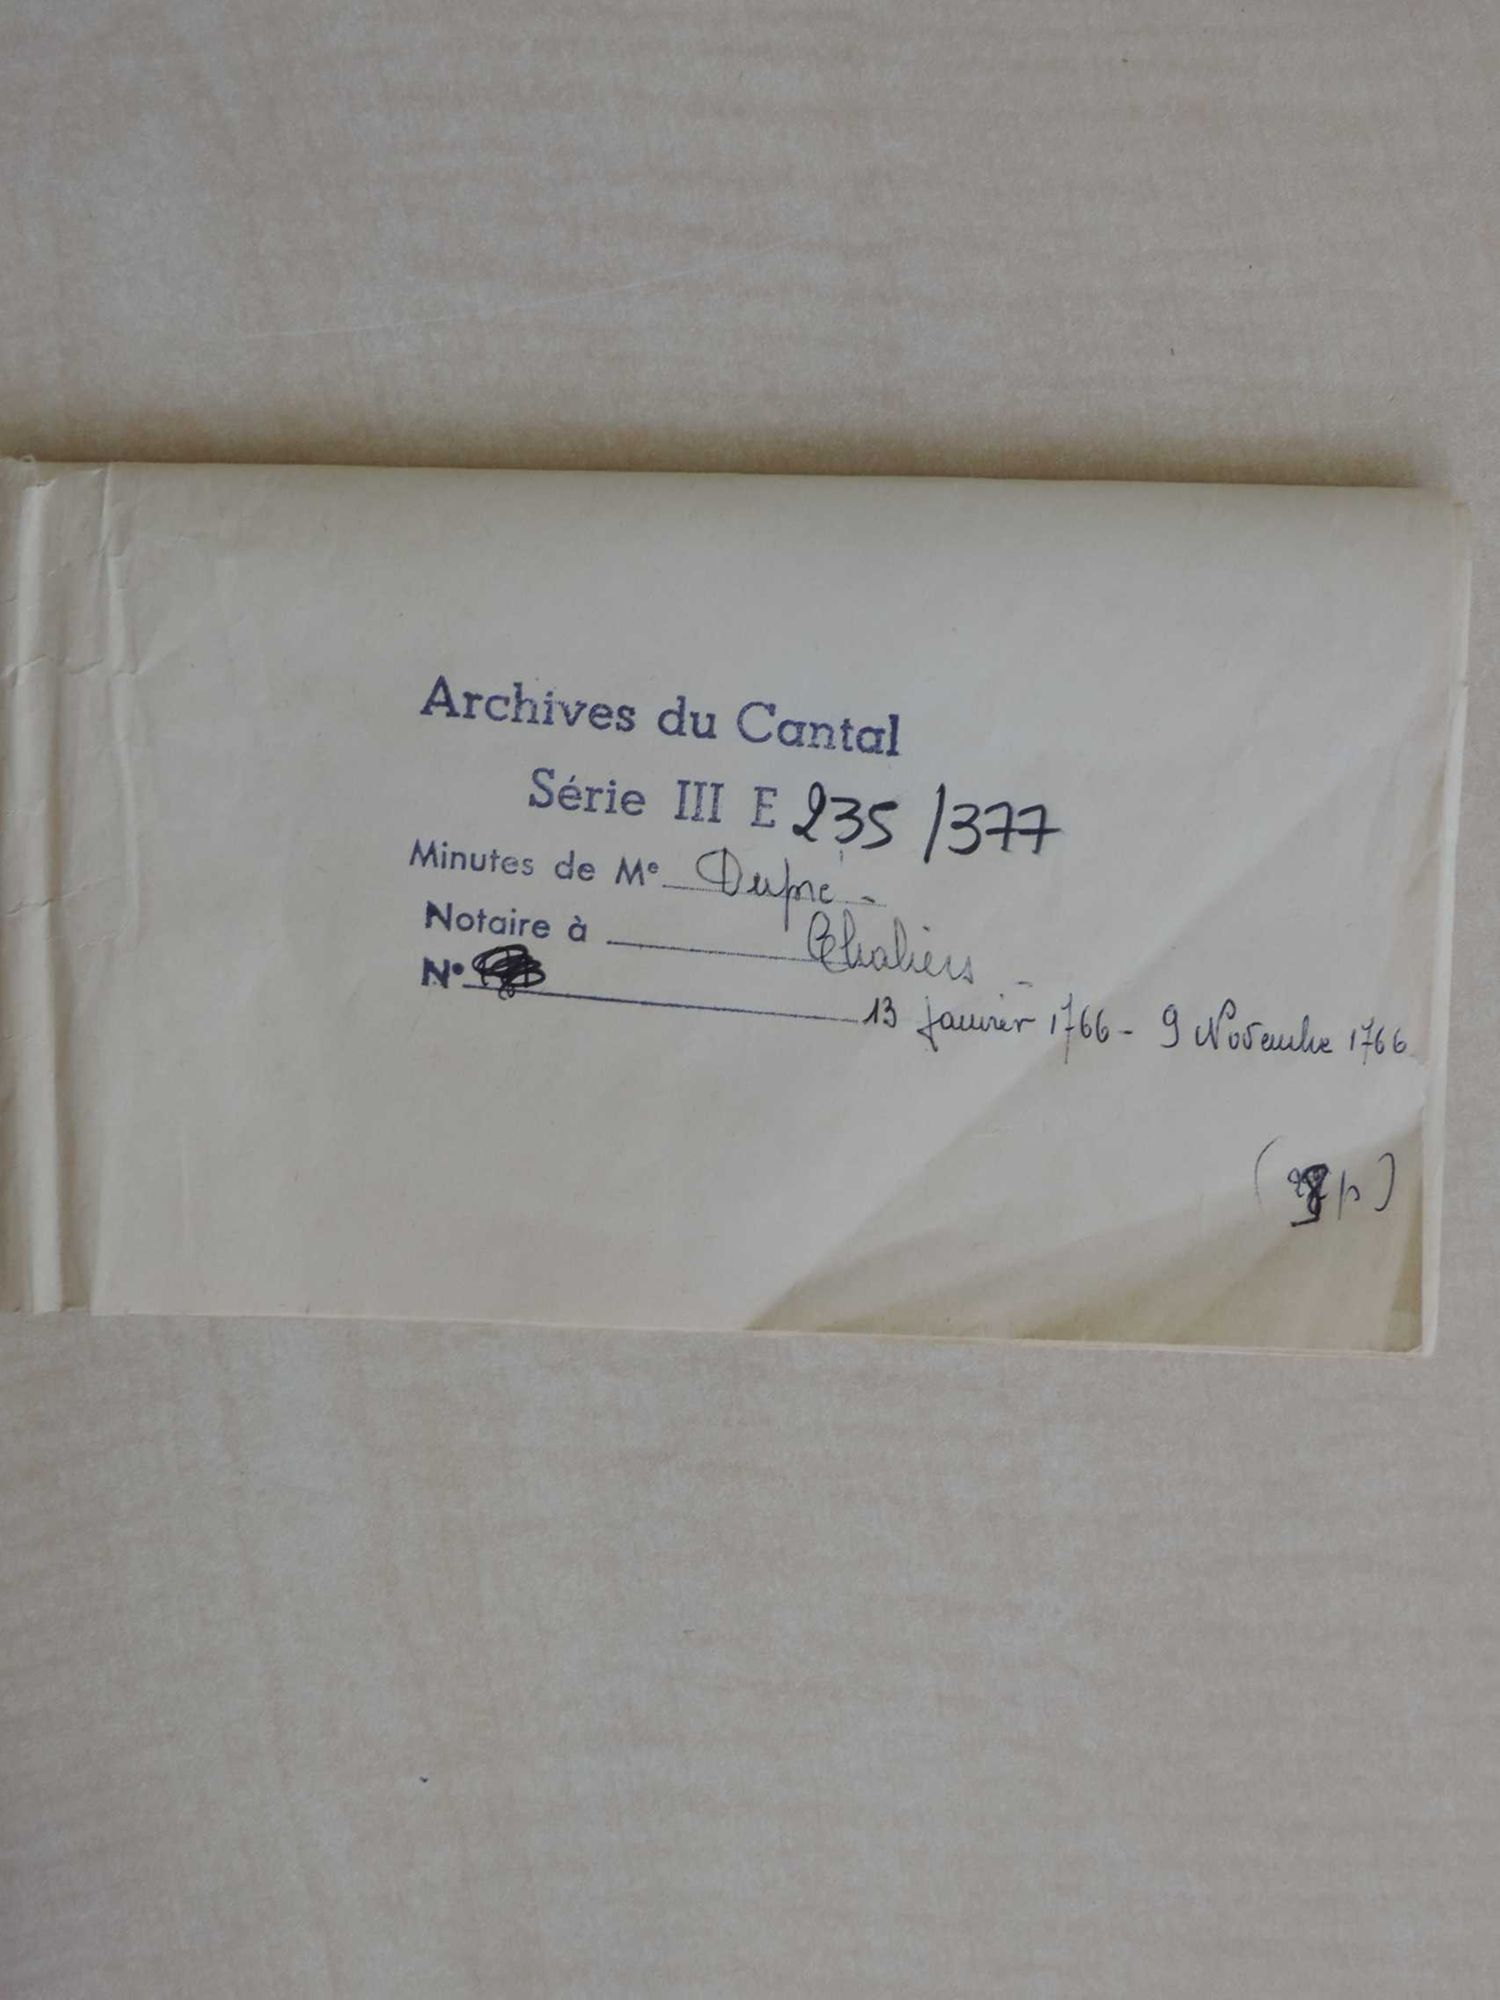 Archives du Cantal
Série III E 235 / 377
Minutes de Mᵉ Dupré -
Notaire à Chaliers -
N° 13 janvier 1766 - 9 Novembre 1766
( p)